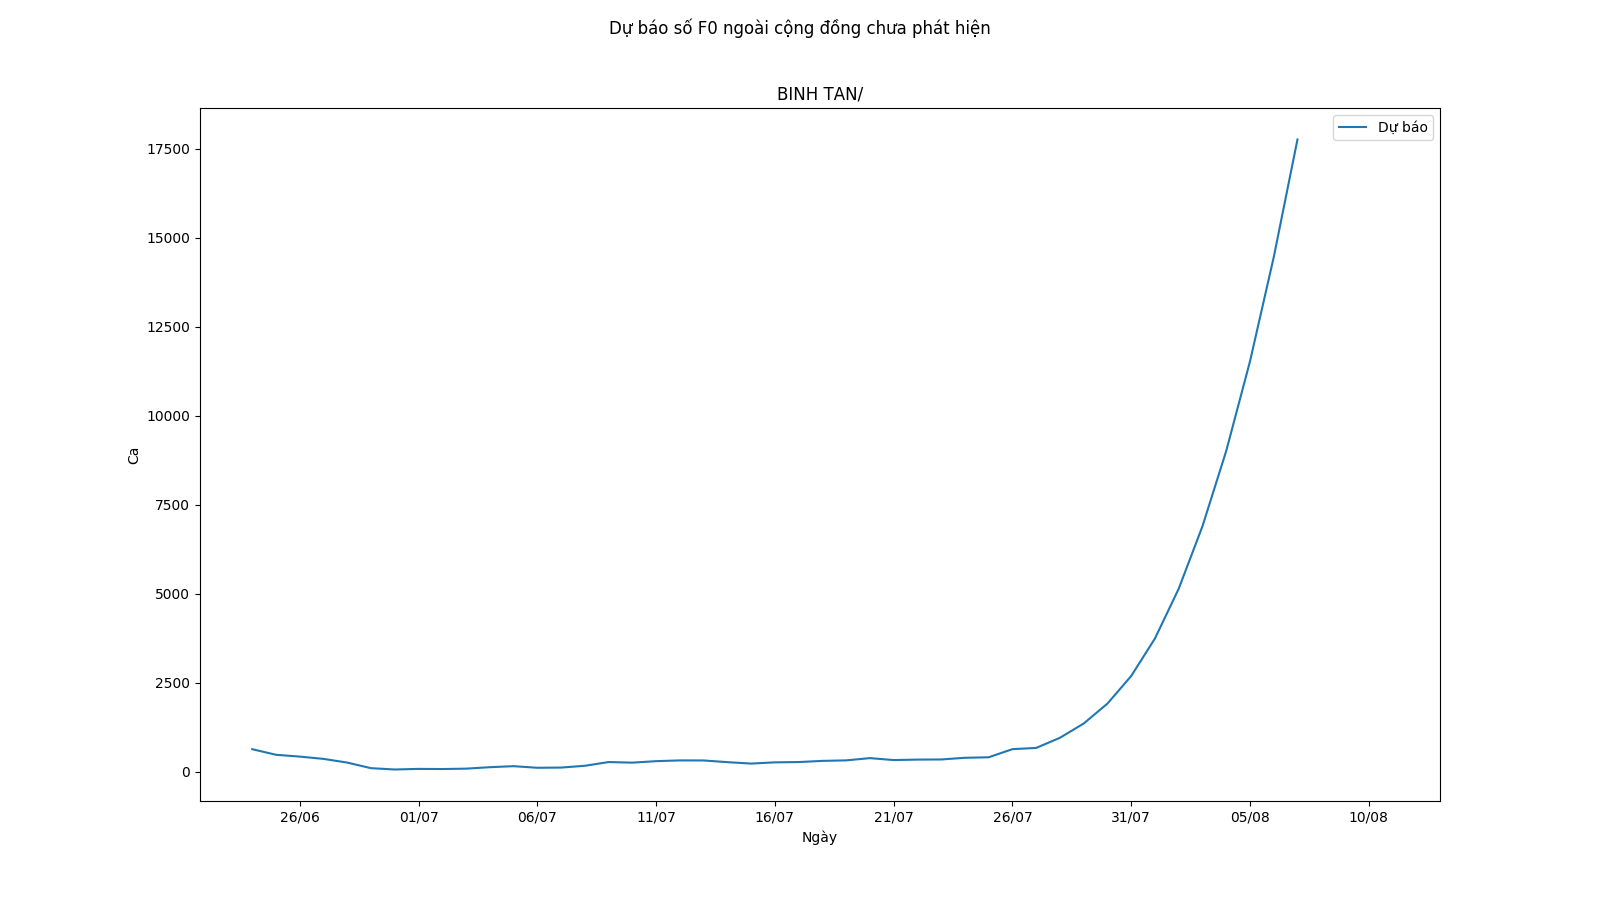 Dự báo số F0 ngoài cộng đồng chưa phát hiện
BINH TAN/
Dự báo
17500
15000
12500
10000
7500
5000
2500
0
Ca
26/06 01/07 06/07 11/07 16/07 21/07 26/07 31/07 05/08 10/08
Ngày